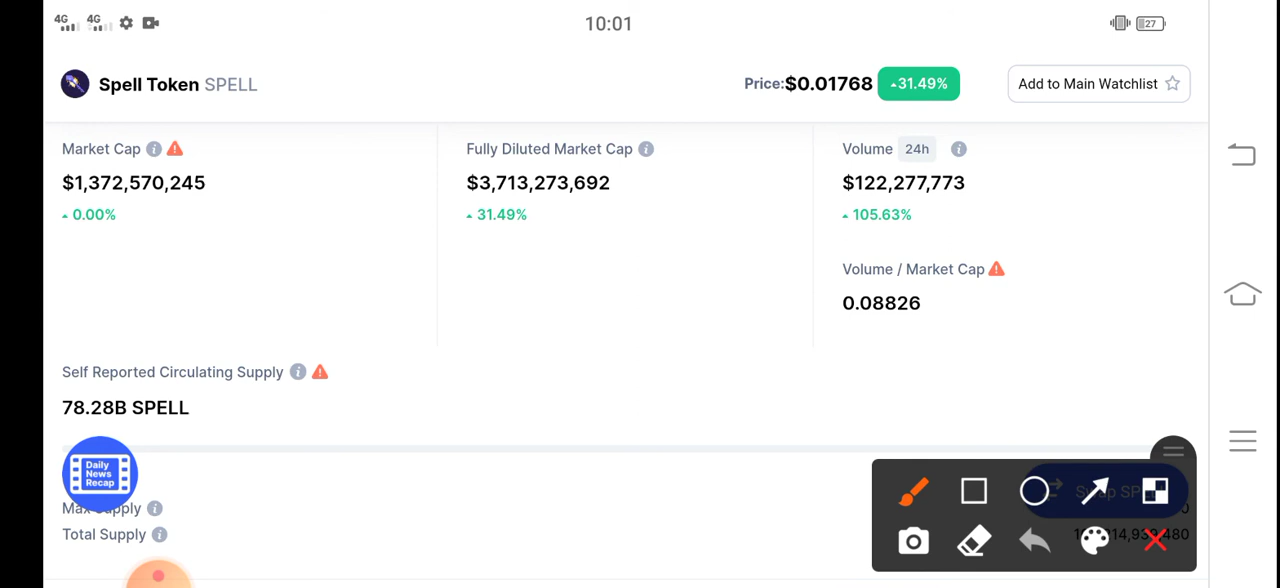 4G 4G 10:01 27
Spell Token SPELL Price: $0.01768 31.49% Add to Main Watchlist
Market Cap
$1,372,570,245
0.00%
Fully Diluted Market Cap
$3,713,273,692
31.49%
Volume 24h
$122,277,773
105.63%
Volume / Market Cap
0.08826
Self Reported Circulating Supply
78.28B SPELL
Daily
News
Recap
Supply
Total Supply